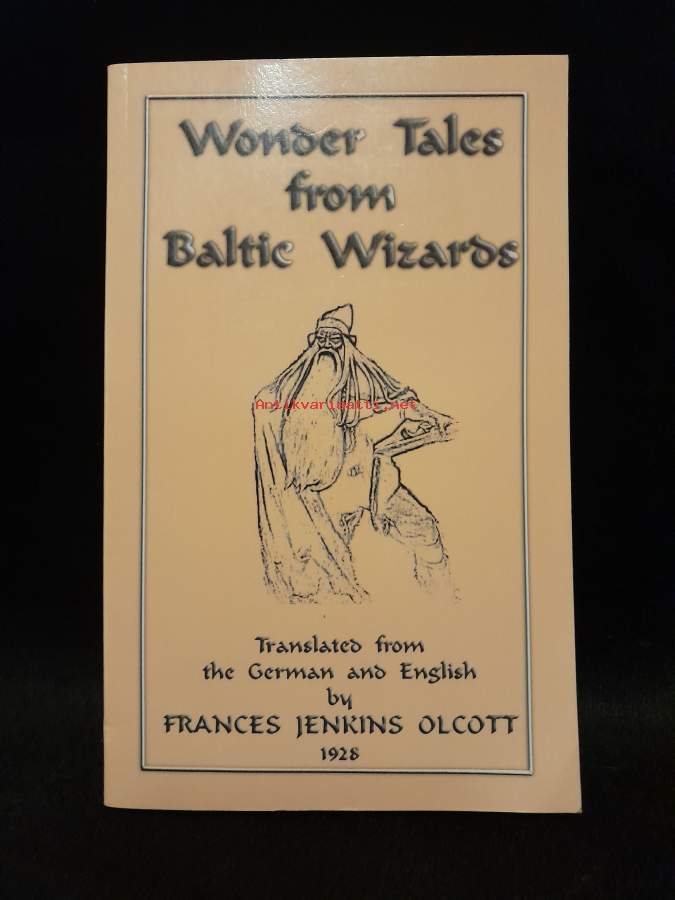 Wonder Tales
from
Baltic Wizards
Antikvariaatti.net
Translated from
the German and English
by
FRANCES JENKINS OLCOTT
1928